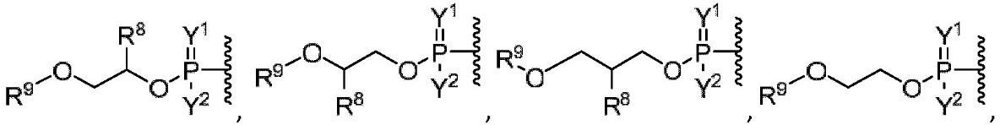 R⁹ O R⁸ O P Y¹ Y² , R⁹ O R⁸ O P Y¹ Y² , R⁹ O R⁸ O P Y¹ Y² , R⁹ O O P Y¹ Y² ,